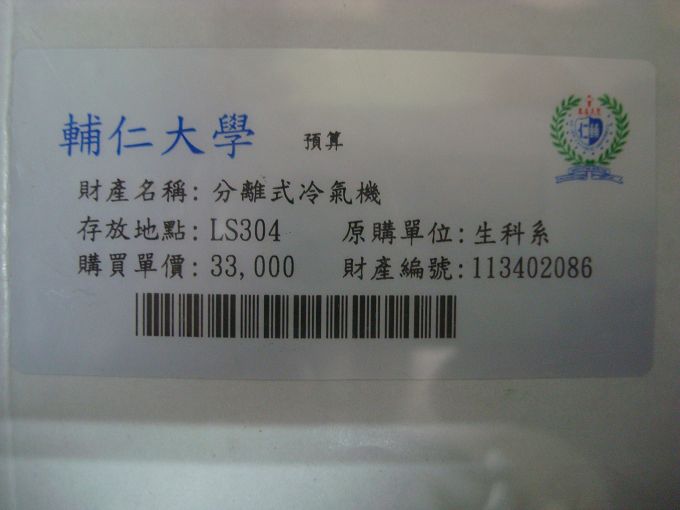 輔仁大學 預算
財產名稱: 分離式冷氣機
存放地點: LS304 原購單位: 生科系
購買單價: 33,000 財產編號: 113402086